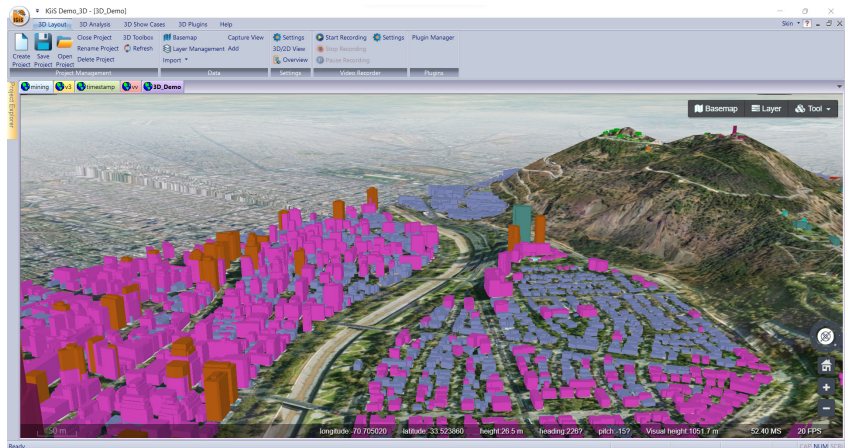 IGiS
IGiS Demo_3D - [3D_Demo]
3D Layout 3D Analysis 3D Show Cases 3D Plugins Help
Skin
Close Project 3D Toolbox Basemap Capture View Settings Start Recording Settings Plugin Manager
Rename Project Refresh Layer Management Add 3D/2D View Stop Recording
Create Project Save Project Open Project Delete Project Import Overview Pause Recording
Project Management Data Settings Video Recorder Plugins
mining v3 timestamp vv 3D_Demo
Project Explorer
Basemap Layer Tool
50 m
longitude:-70.705020 latitude:-33.523860 height:26.5 m heading:226? pitch:-15? Visual height:1051.7 m 52.40 MS 20 FPS
Ready CAP NUM SCRL